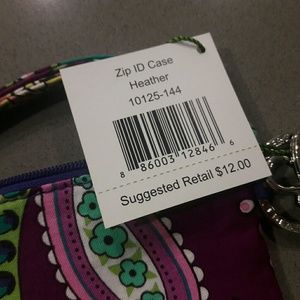 Zip ID Case
Heather
10125-144
8 86003 12846 6
Suggested Retail $12.00